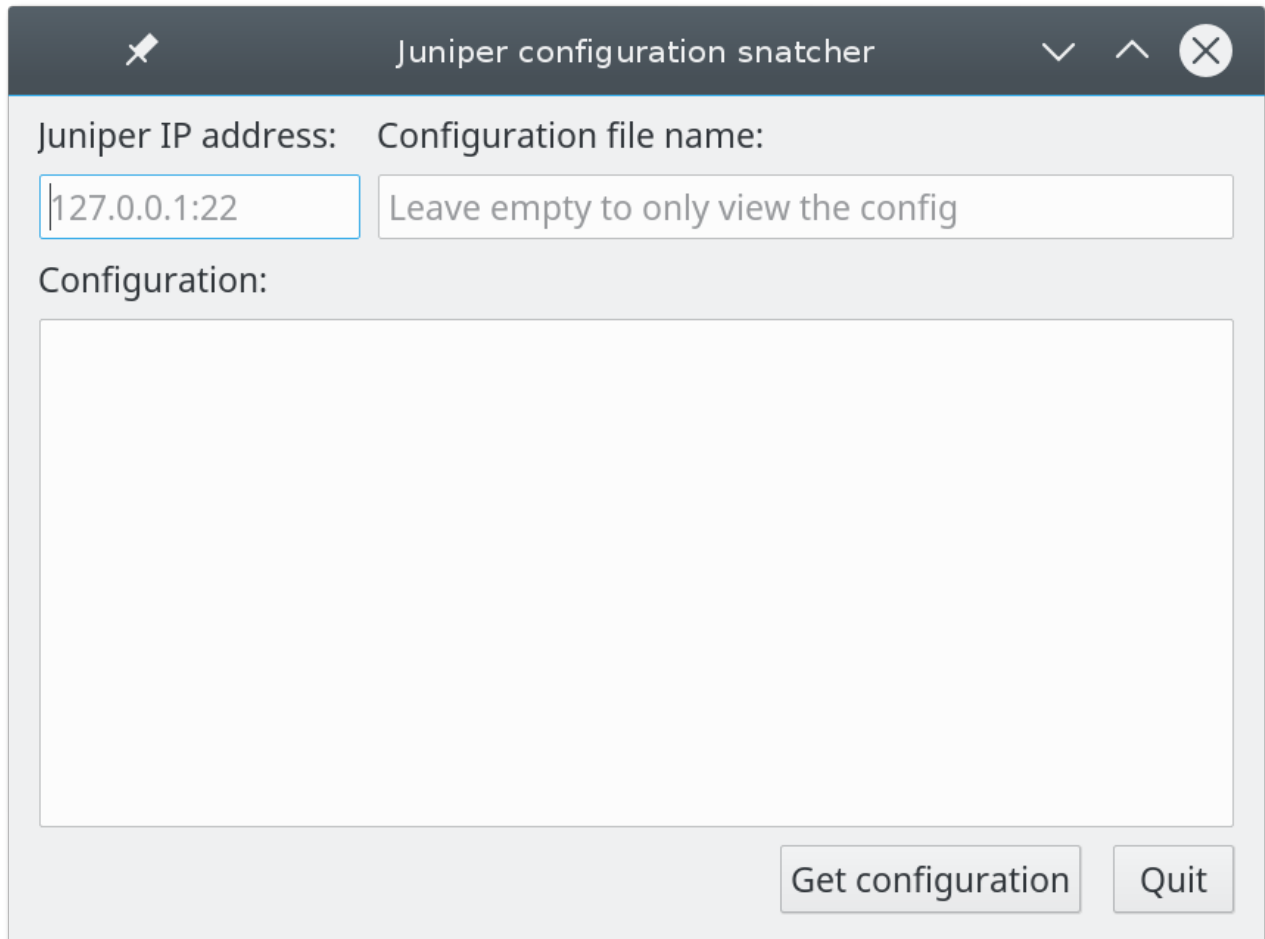 Juniper configuration snatcher
Juniper IP address: Configuration file name:
127.0.0.1:22 Leave empty to only view the config
Configuration:
Get configuration Quit